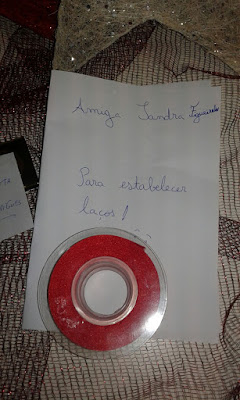 Amiga Sandra Figueiredo
Para estabelecer
laços!